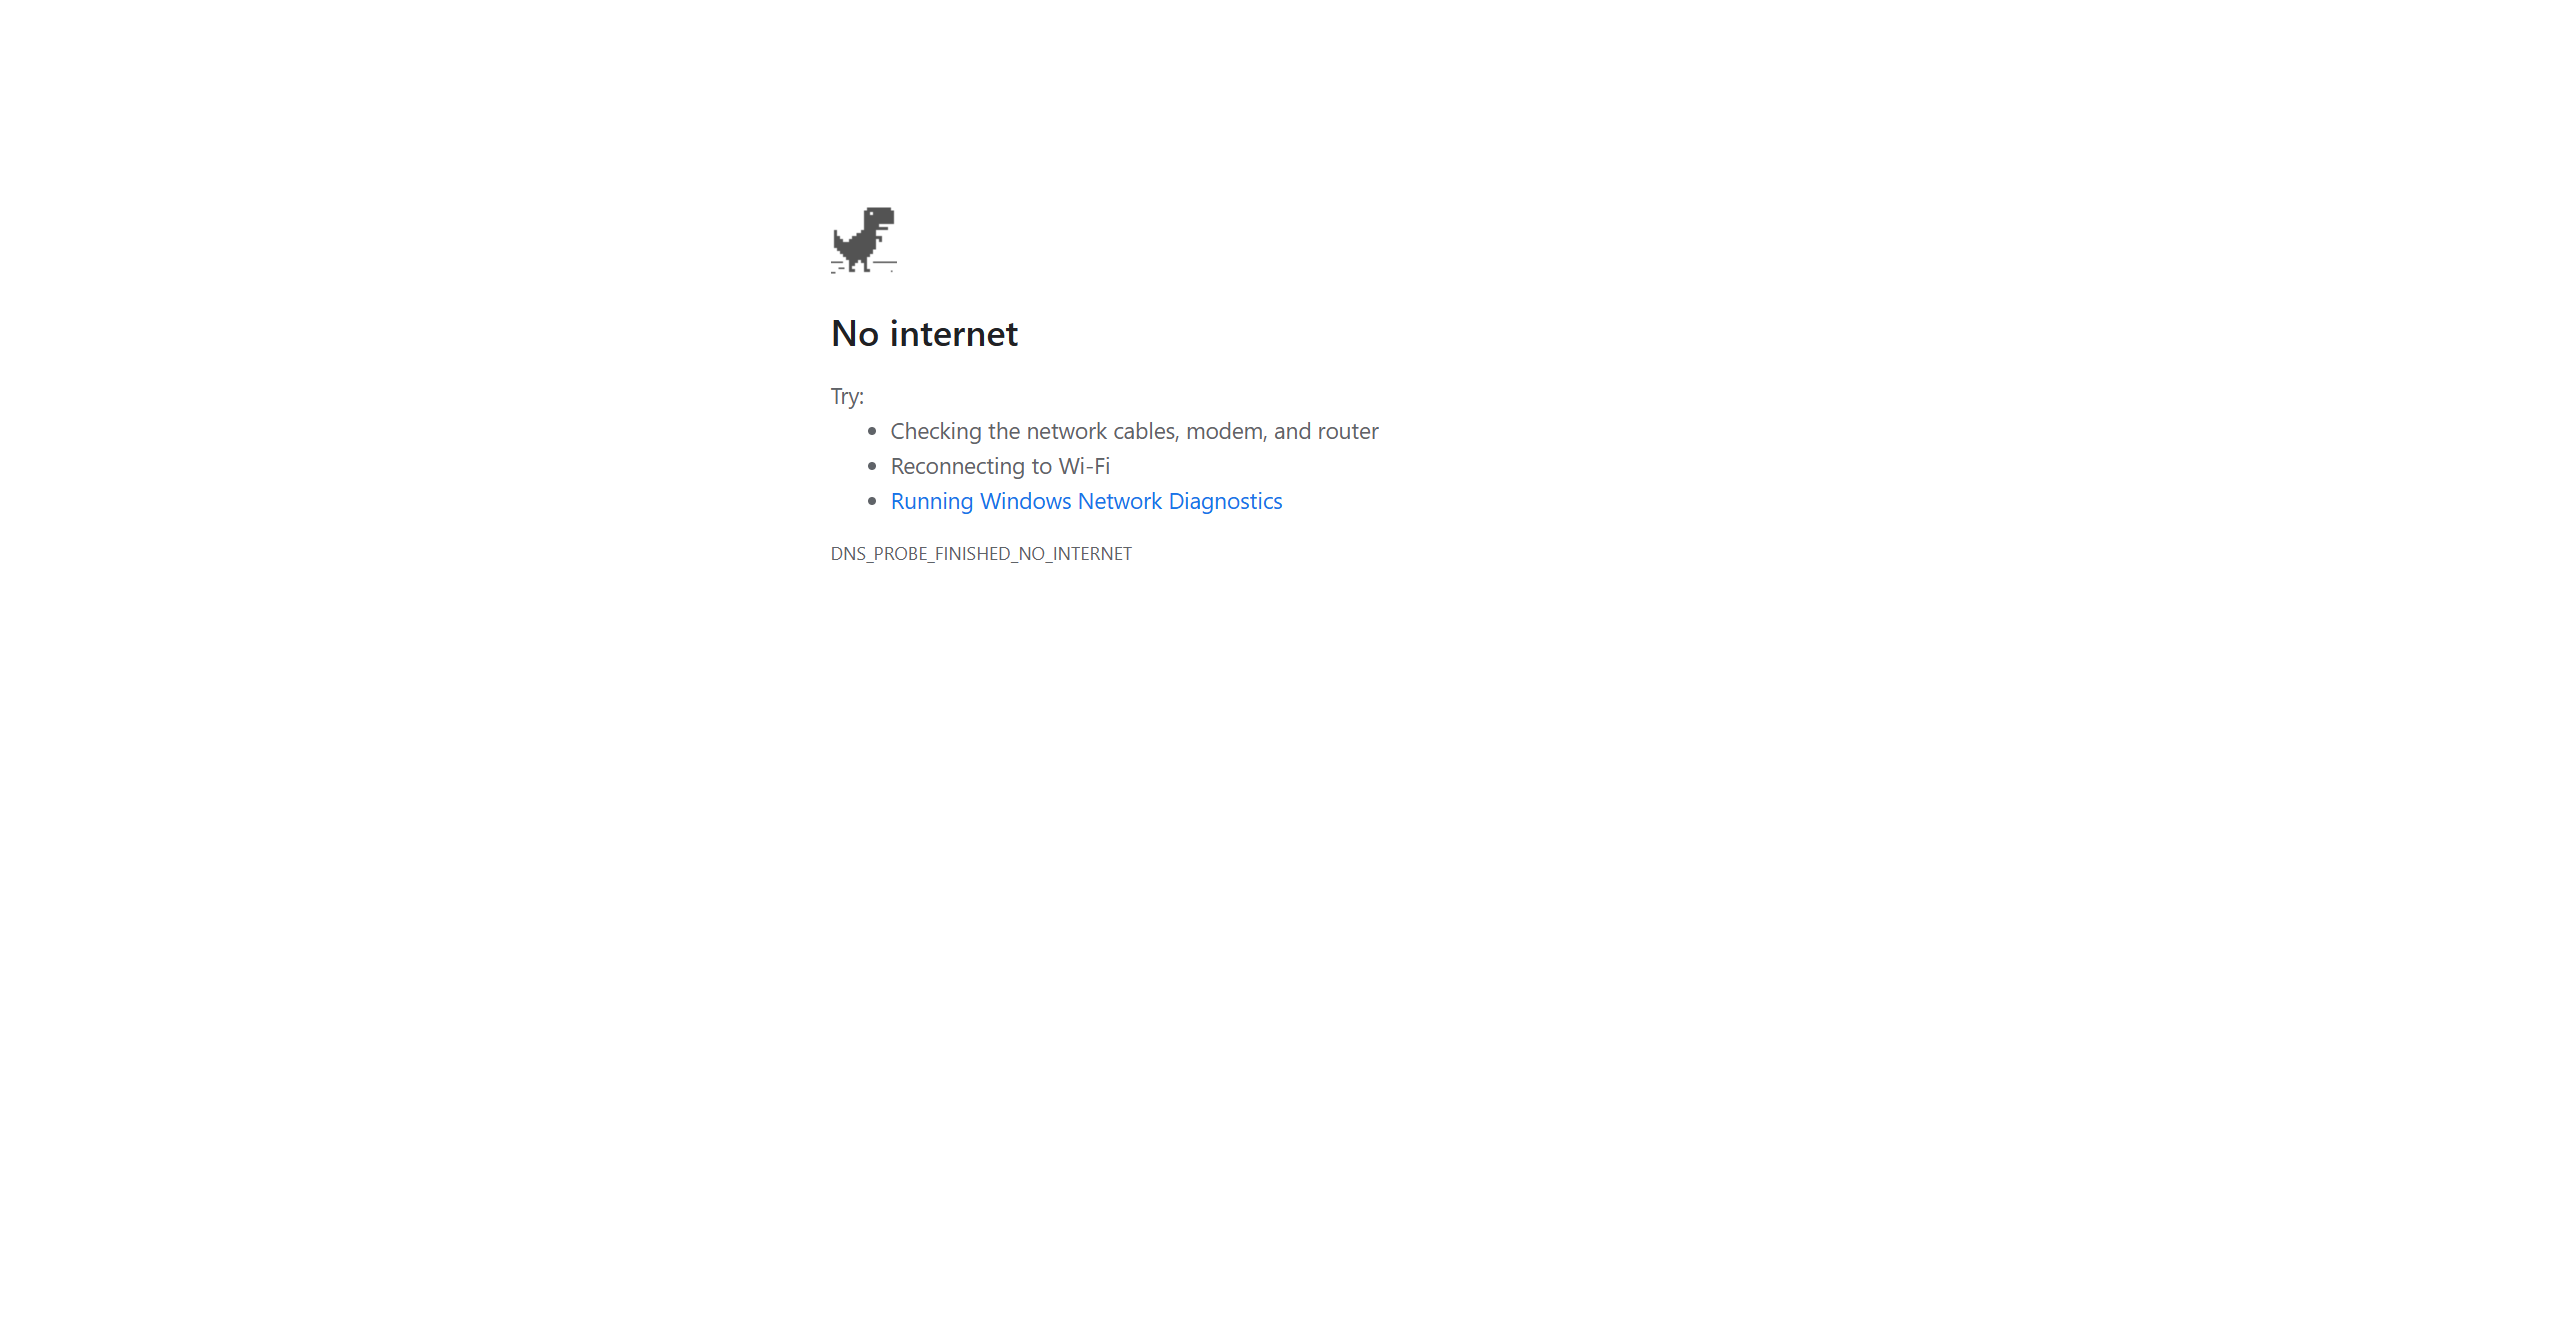 No internet
Try:
Checking the network cables, modem, and router
Reconnecting to Wi-Fi
Running Windows Network Diagnostics
DNS_PROBE_FINISHED_NO_INTERNET